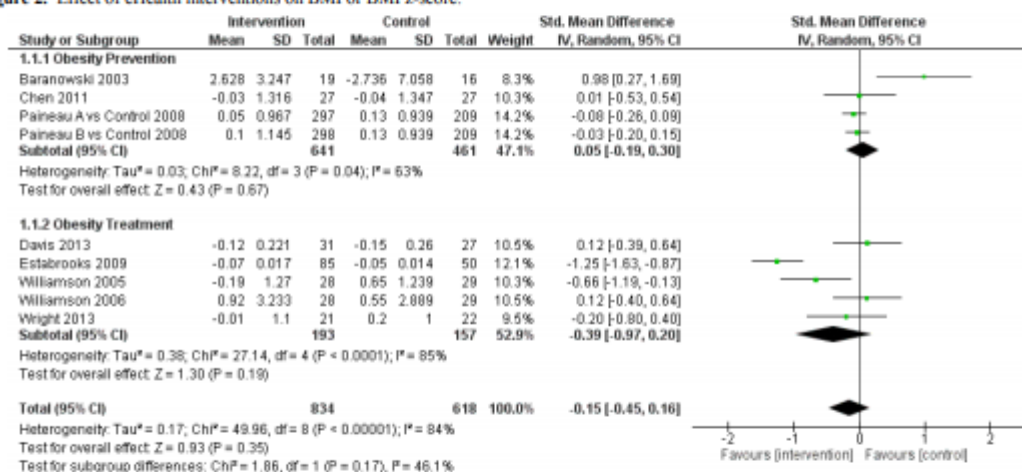 gure 2. Effect of eHealth interventions on BMI or BMI z-score.
Intervention Control Std. Mean Difference Std. Mean Difference
Study or Subgroup Mean SD Total Mean SD Total Weight IV, Random, 95% CI IV, Random, 95% CI
1.1.1 Obesity Prevention
Baranowski 2003 2.628 3.247 19 -2.736 7.058 16 8.3% 0.98 [0.27, 1.69]
Chen 2011 -0.03 1.316 27 -0.04 1.347 27 10.3% 0.01 [-0.53, 0.54]
Paineau A vs Control 2008 0.05 0.967 297 0.13 0.939 209 14.2% -0.08 [-0.26, 0.09]
Paineau B vs Control 2008 0.1 1.145 298 0.13 0.939 209 14.2% -0.03 [-0.20, 0.15]
Subtotal (95% CI) 641 461 47.1% 0.05 [-0.19, 0.30]
Heterogeneity: Tau² = 0.03; Chi² = 8.22, df = 3 (P = 0.04); I² = 63%
Test for overall effect: Z = 0.43 (P = 0.67)
1.1.2 Obesity Treatment
Davis 2013 -0.12 0.221 31 -0.15 0.26 27 10.5% 0.12 [-0.39, 0.64]
Estabrooks 2009 -0.07 0.017 85 -0.05 0.014 50 12.1% -1.25 [-1.63, -0.87]
Williamson 2005 -0.19 1.27 28 0.65 1.239 29 10.3% -0.66 [-1.19, -0.13]
Williamson 2006 0.92 3.233 28 0.55 2.889 29 10.5% 0.12 [-0.40, 0.64]
Wright 2013 -0.01 1.1 21 0.2 1 22 9.5% -0.20 [-0.80, 0.40]
Subtotal (95% CI) 193 157 52.9% -0.39 [-0.97, 0.20]
Heterogeneity: Tau² = 0.38; Chi² = 27.14, df = 4 (P < 0.0001); I² = 85%
Test for overall effect: Z = 1.30 (P = 0.19)
Total (95% CI) 834 618 100.0% -0.15 [-0.45, 0.16]
Heterogeneity: Tau² = 0.17; Chi² = 49.96, df = 8 (P < 0.00001); I² = 84%
Test for overall effect: Z = 0.93 (P = 0.35)
Test for subgroup differences: Chi² = 1.86, df = 1 (P = 0.17), I² = 46.1%
-2 -1 0 1 2
Favours [intervention] Favours [control]